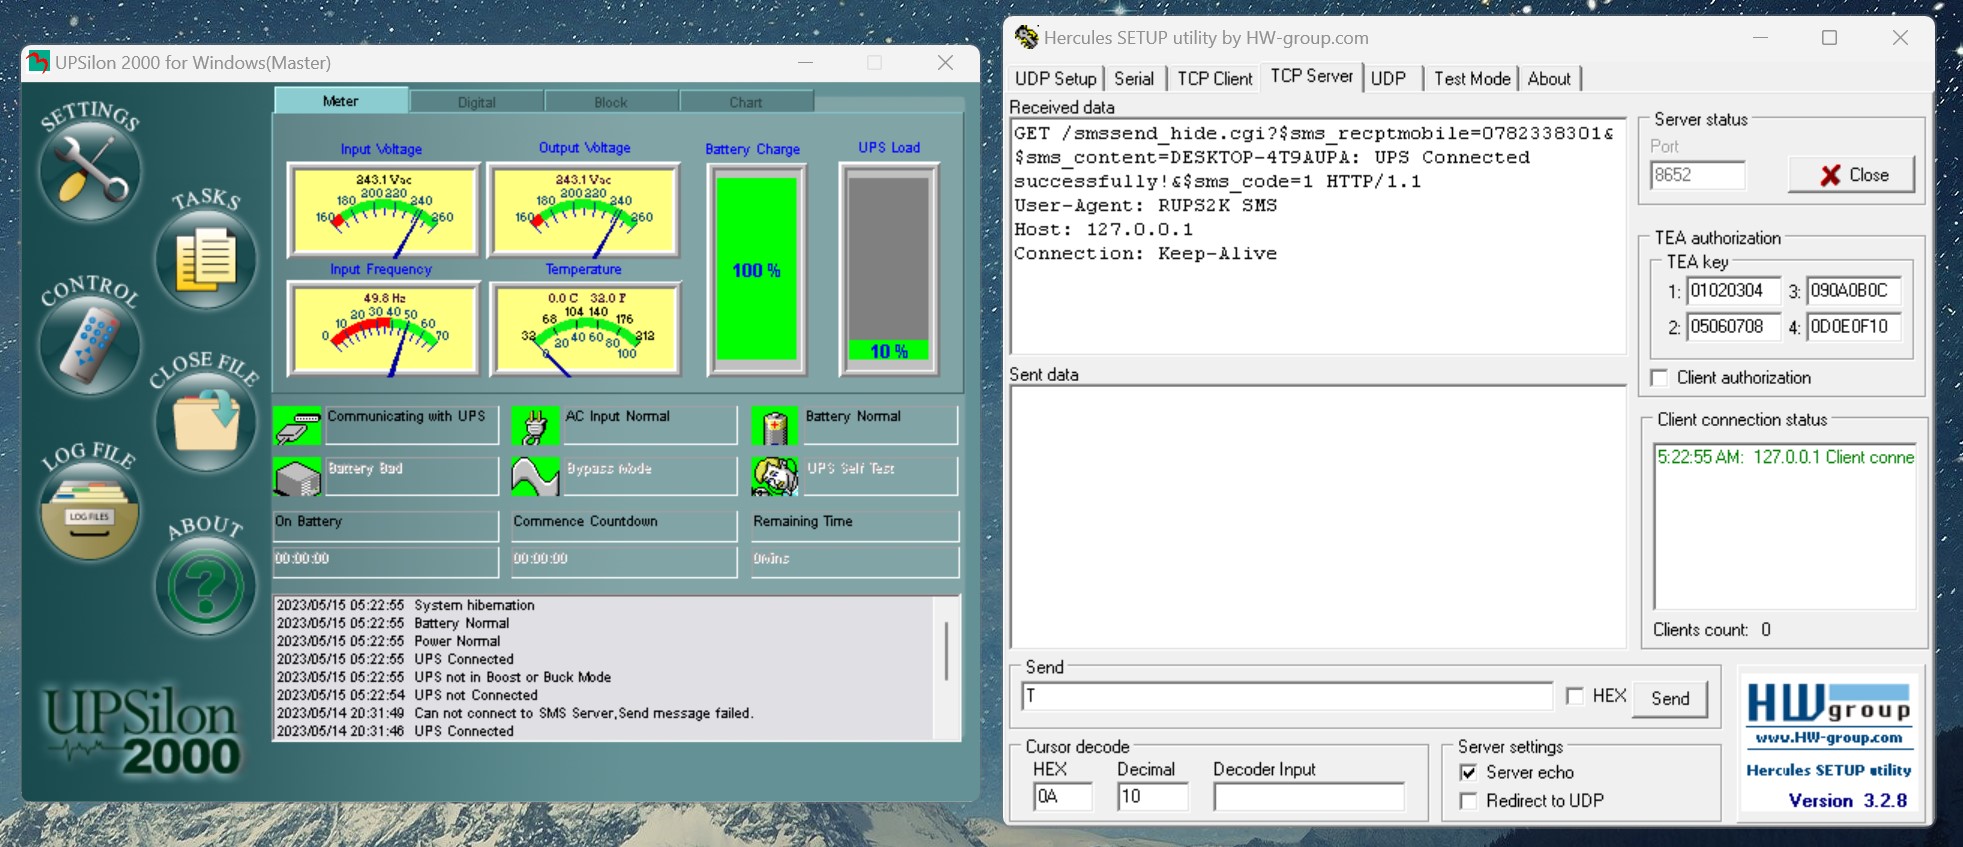 UPSilon 2000 for Windows(Master)
SETTINGS
TASKS
CONTROL
CLOSE FILE
LOG FILE
LOG FILES
ABOUT
UPSilon
2000
Meter
Digital
Block
Chart
Input Voltage
243.1 Vac
160 180 200 220 240 260
Output Voltage
243.1 Vac
160 180 200 220 240 260
Battery Charge
100 %
UPS Load
10 %
Input Frequency
49.8 Hz
0 10 20 30 40 50 60 70
Temperature
0.0 C 32.0 F
32 68 104 140 176 212
0 20 40 60 80 100
Communicating with UPS
AC Input Normal
Battery Normal
Battery Bad
Bypass Mode
UPS Self Test
On Battery
Commence Countdown
Remaining Time
00:00:00
00:00:00
0Mins
2023/05/15 05:22:55 System hibernation
2023/05/15 05:22:55 Battery Normal
2023/05/15 05:22:55 Power Normal
2023/05/15 05:22:55 UPS Connected
2023/05/15 05:22:55 UPS not in Boost or Buck Mode
2023/05/15 05:22:54 UPS not Connected
2023/05/14 20:31:49 Can not connect to SMS Server,Send message failed.
2023/05/14 20:31:46 UPS Connected
Hercules SETUP utility by HW-group.com
UDP Setup
Serial
TCP Client
TCP Server
UDP
Test Mode
About
Received data
GET /smssend_hide.cgi?$sms_recptmobile=0782338301&
$sms_content=DESKTOP-4T9AUPA: UPS Connected
successfully!&$sms_code=1 HTTP/1.1
User-Agent: RUPS2K SMS
Host: 127.0.0.1
Connection: Keep-Alive
Sent data
Server status
Port
8652
Close
TEA authorization
TEA key
1: 01020304 3: 090A0B0C
2: 05060708 4: 0D0E0F10
Client authorization
Client connection status
5:22:55 AM: 127.0.0.1 Client conne
Clients count: 0
Send
T
HEX
Send
Cursor decode
HEX
Decimal
Decoder Input
0A
10
Server settings
Server echo
Redirect to UDP
HW group
www.HW-group.com
Hercules SETUP utility
Version 3.2.8